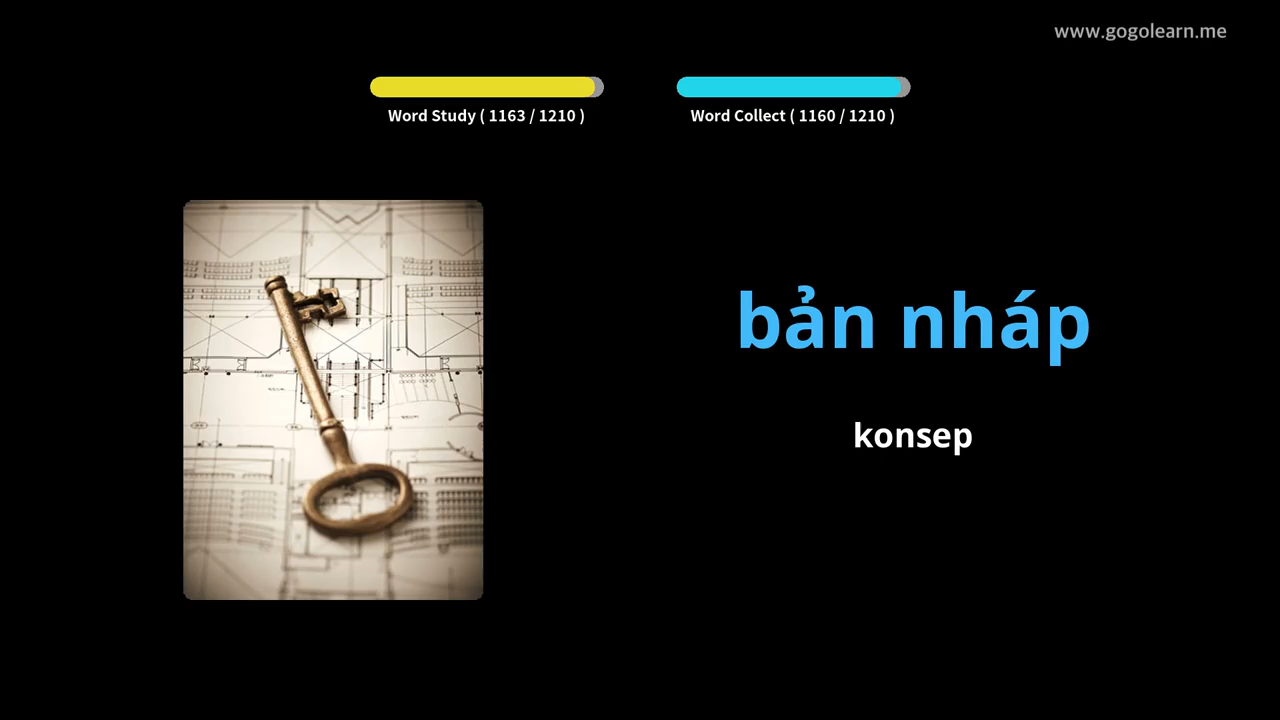 www.gogolearn.me
Word Study ( 1163 / 1210 )
Word Collect ( 1160 / 1210 )
bản nháp
konsep